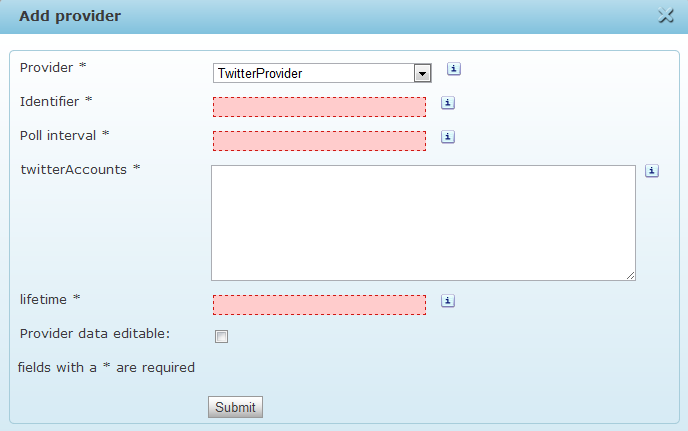 Add provider
Provider *
TwitterProvider
Identifier *
Poll interval *
twitterAccounts *
lifetime *
Provider data editable:
fields with a * are required
Submit